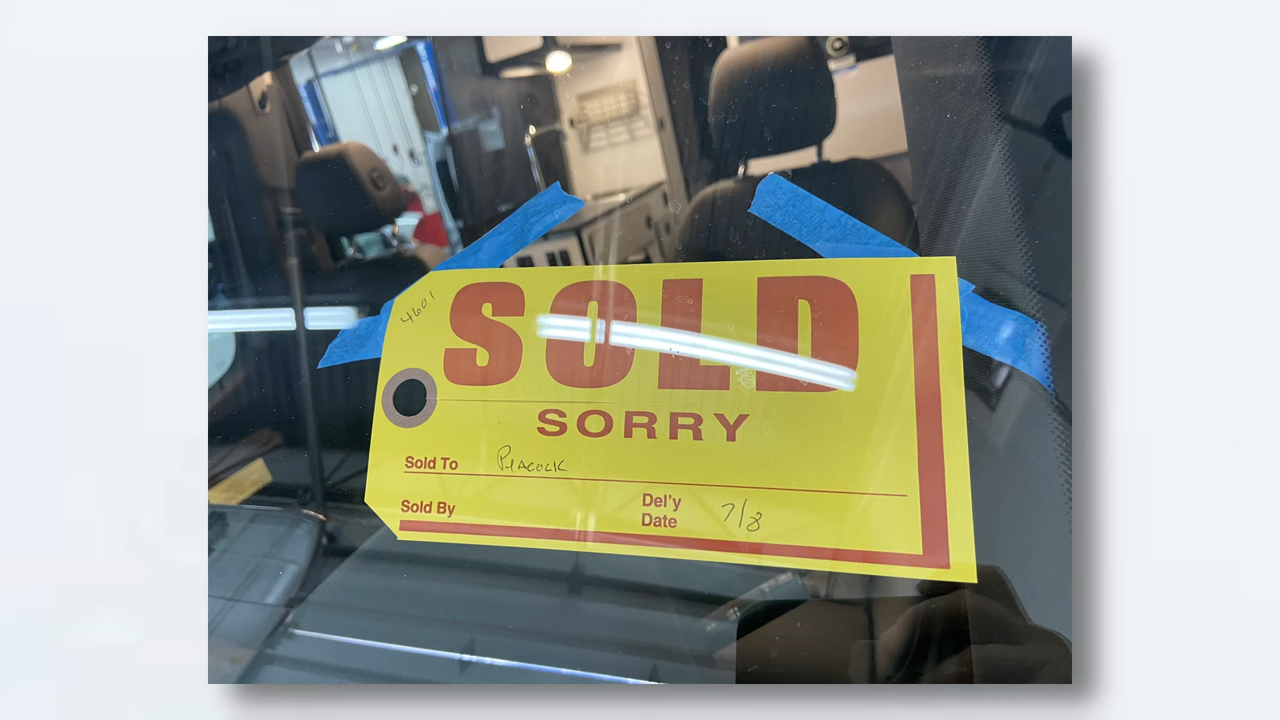 4601
SOLD
SORRY
Sold To Peacock
Sold By
Del'y Date 7/8